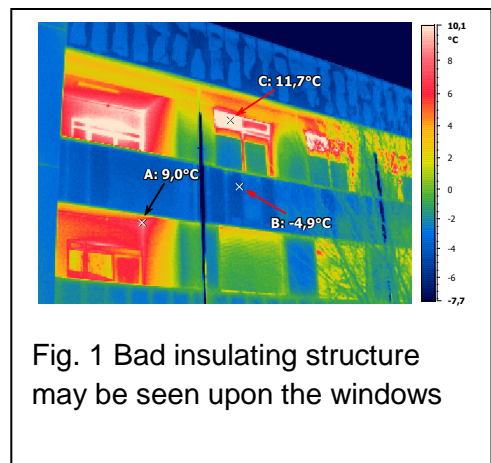 10,1
°C
C: 11,7°C
8
6
4
A: 9,0°C
2
0
-2
B: -4,9°C
-4
-6
-7,7
Fig. 1 Bad insulating structure
may be seen upon the windows